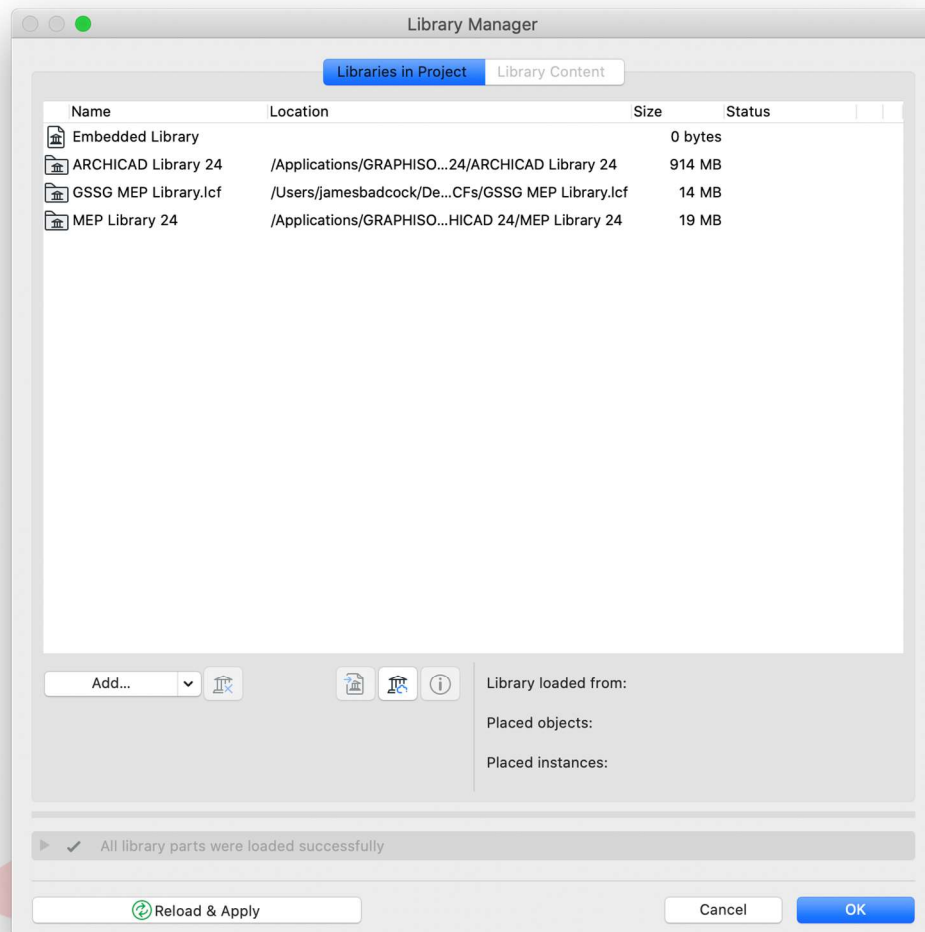 Library Manager
Libraries in Project Library Content
Name Location Size Status
Embedded Library 0 bytes
ARCHICAD Library 24 /Applications/GRAPHISO...24/ARCHICAD Library 24 914 MB
GSSG MEP Library.lcf /Users/jamesbadcock/De...CFs/GSSG MEP Library.lcf 14 MB
MEP Library 24 /Applications/GRAPHISO...HICAD 24/MEP Library 24 19 MB
Add... Library loaded from:
Placed objects:
Placed instances:
All library parts were loaded successfully
Reload & Apply Cancel OK